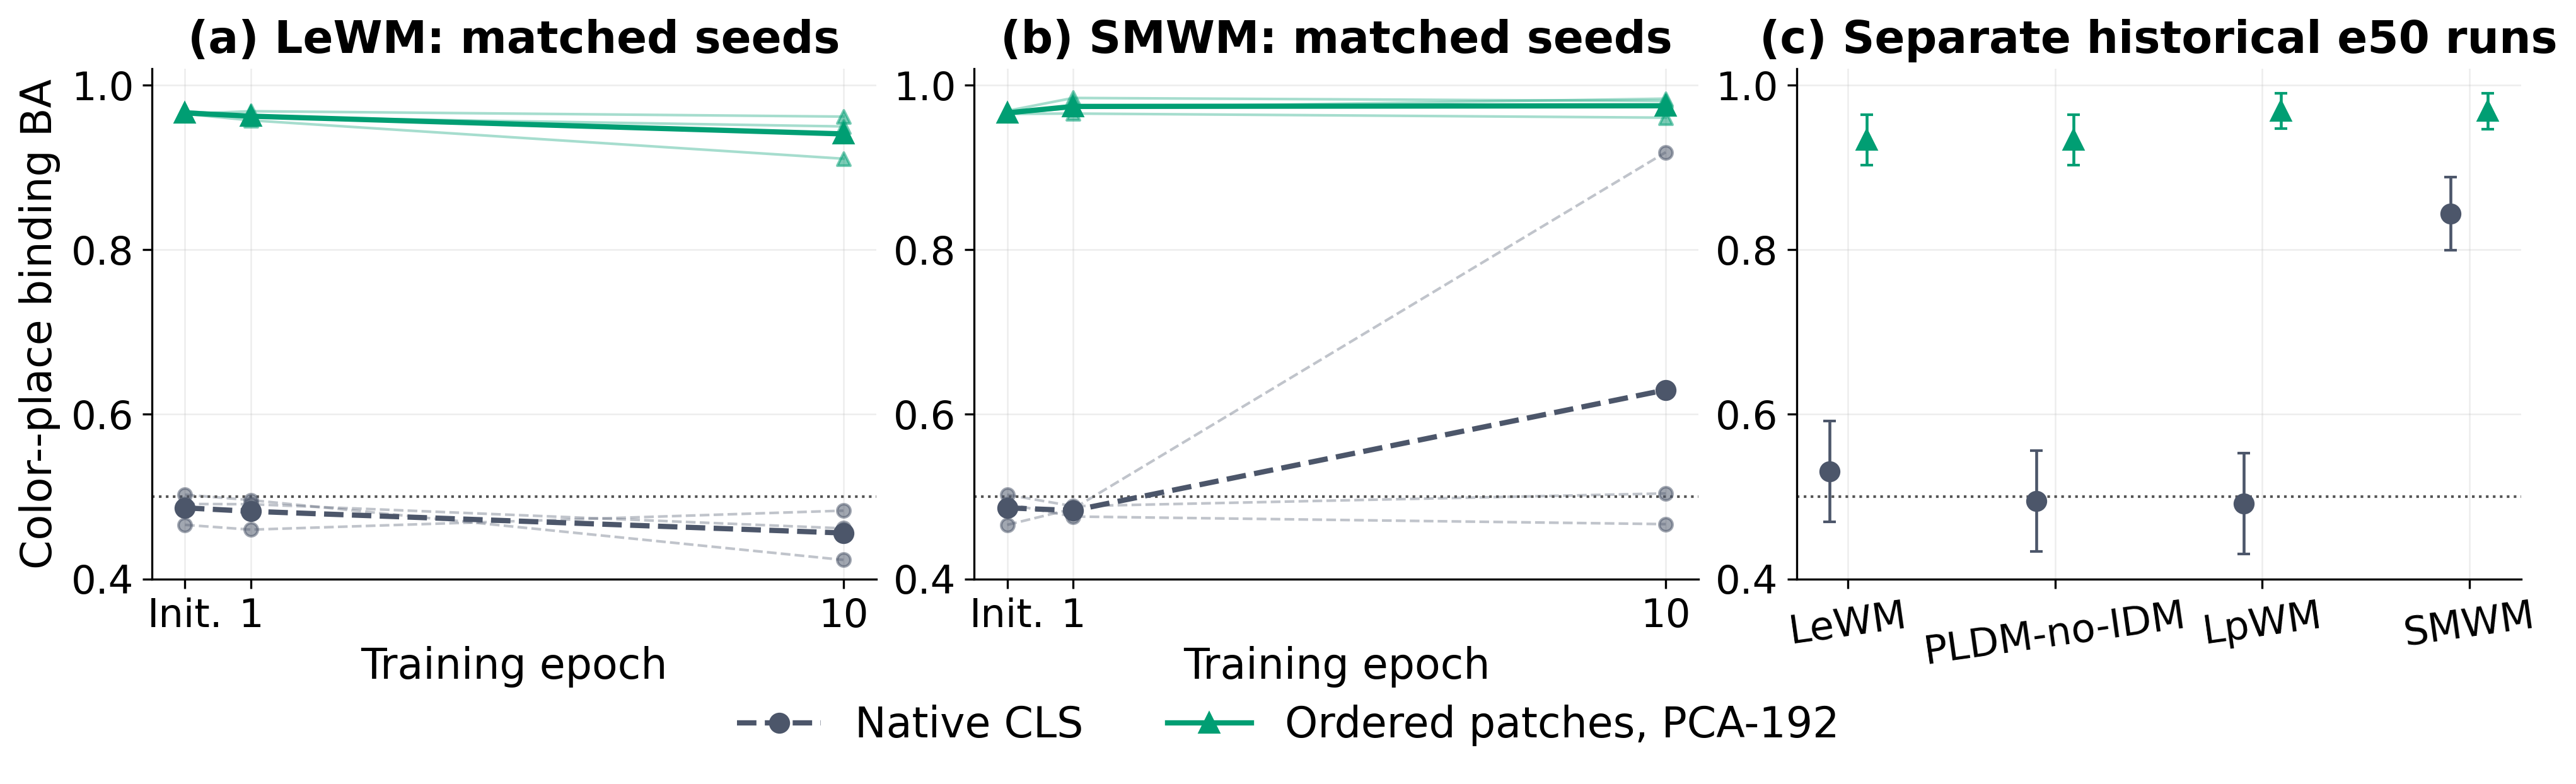 (a) LeWM: matched seeds
(b) SMWM: matched seeds
(c) Separate historical e50 runs
Color--place binding BA
1.0
0.8
0.6
0.4
Init. 1 10
Training epoch
1.0
0.8
0.6
0.4
Init. 1 10
Training epoch
1.0
0.8
0.6
0.4
LeWM PLDM-no-IDM LpWM SMWM
Native CLS Ordered patches, PCA-192